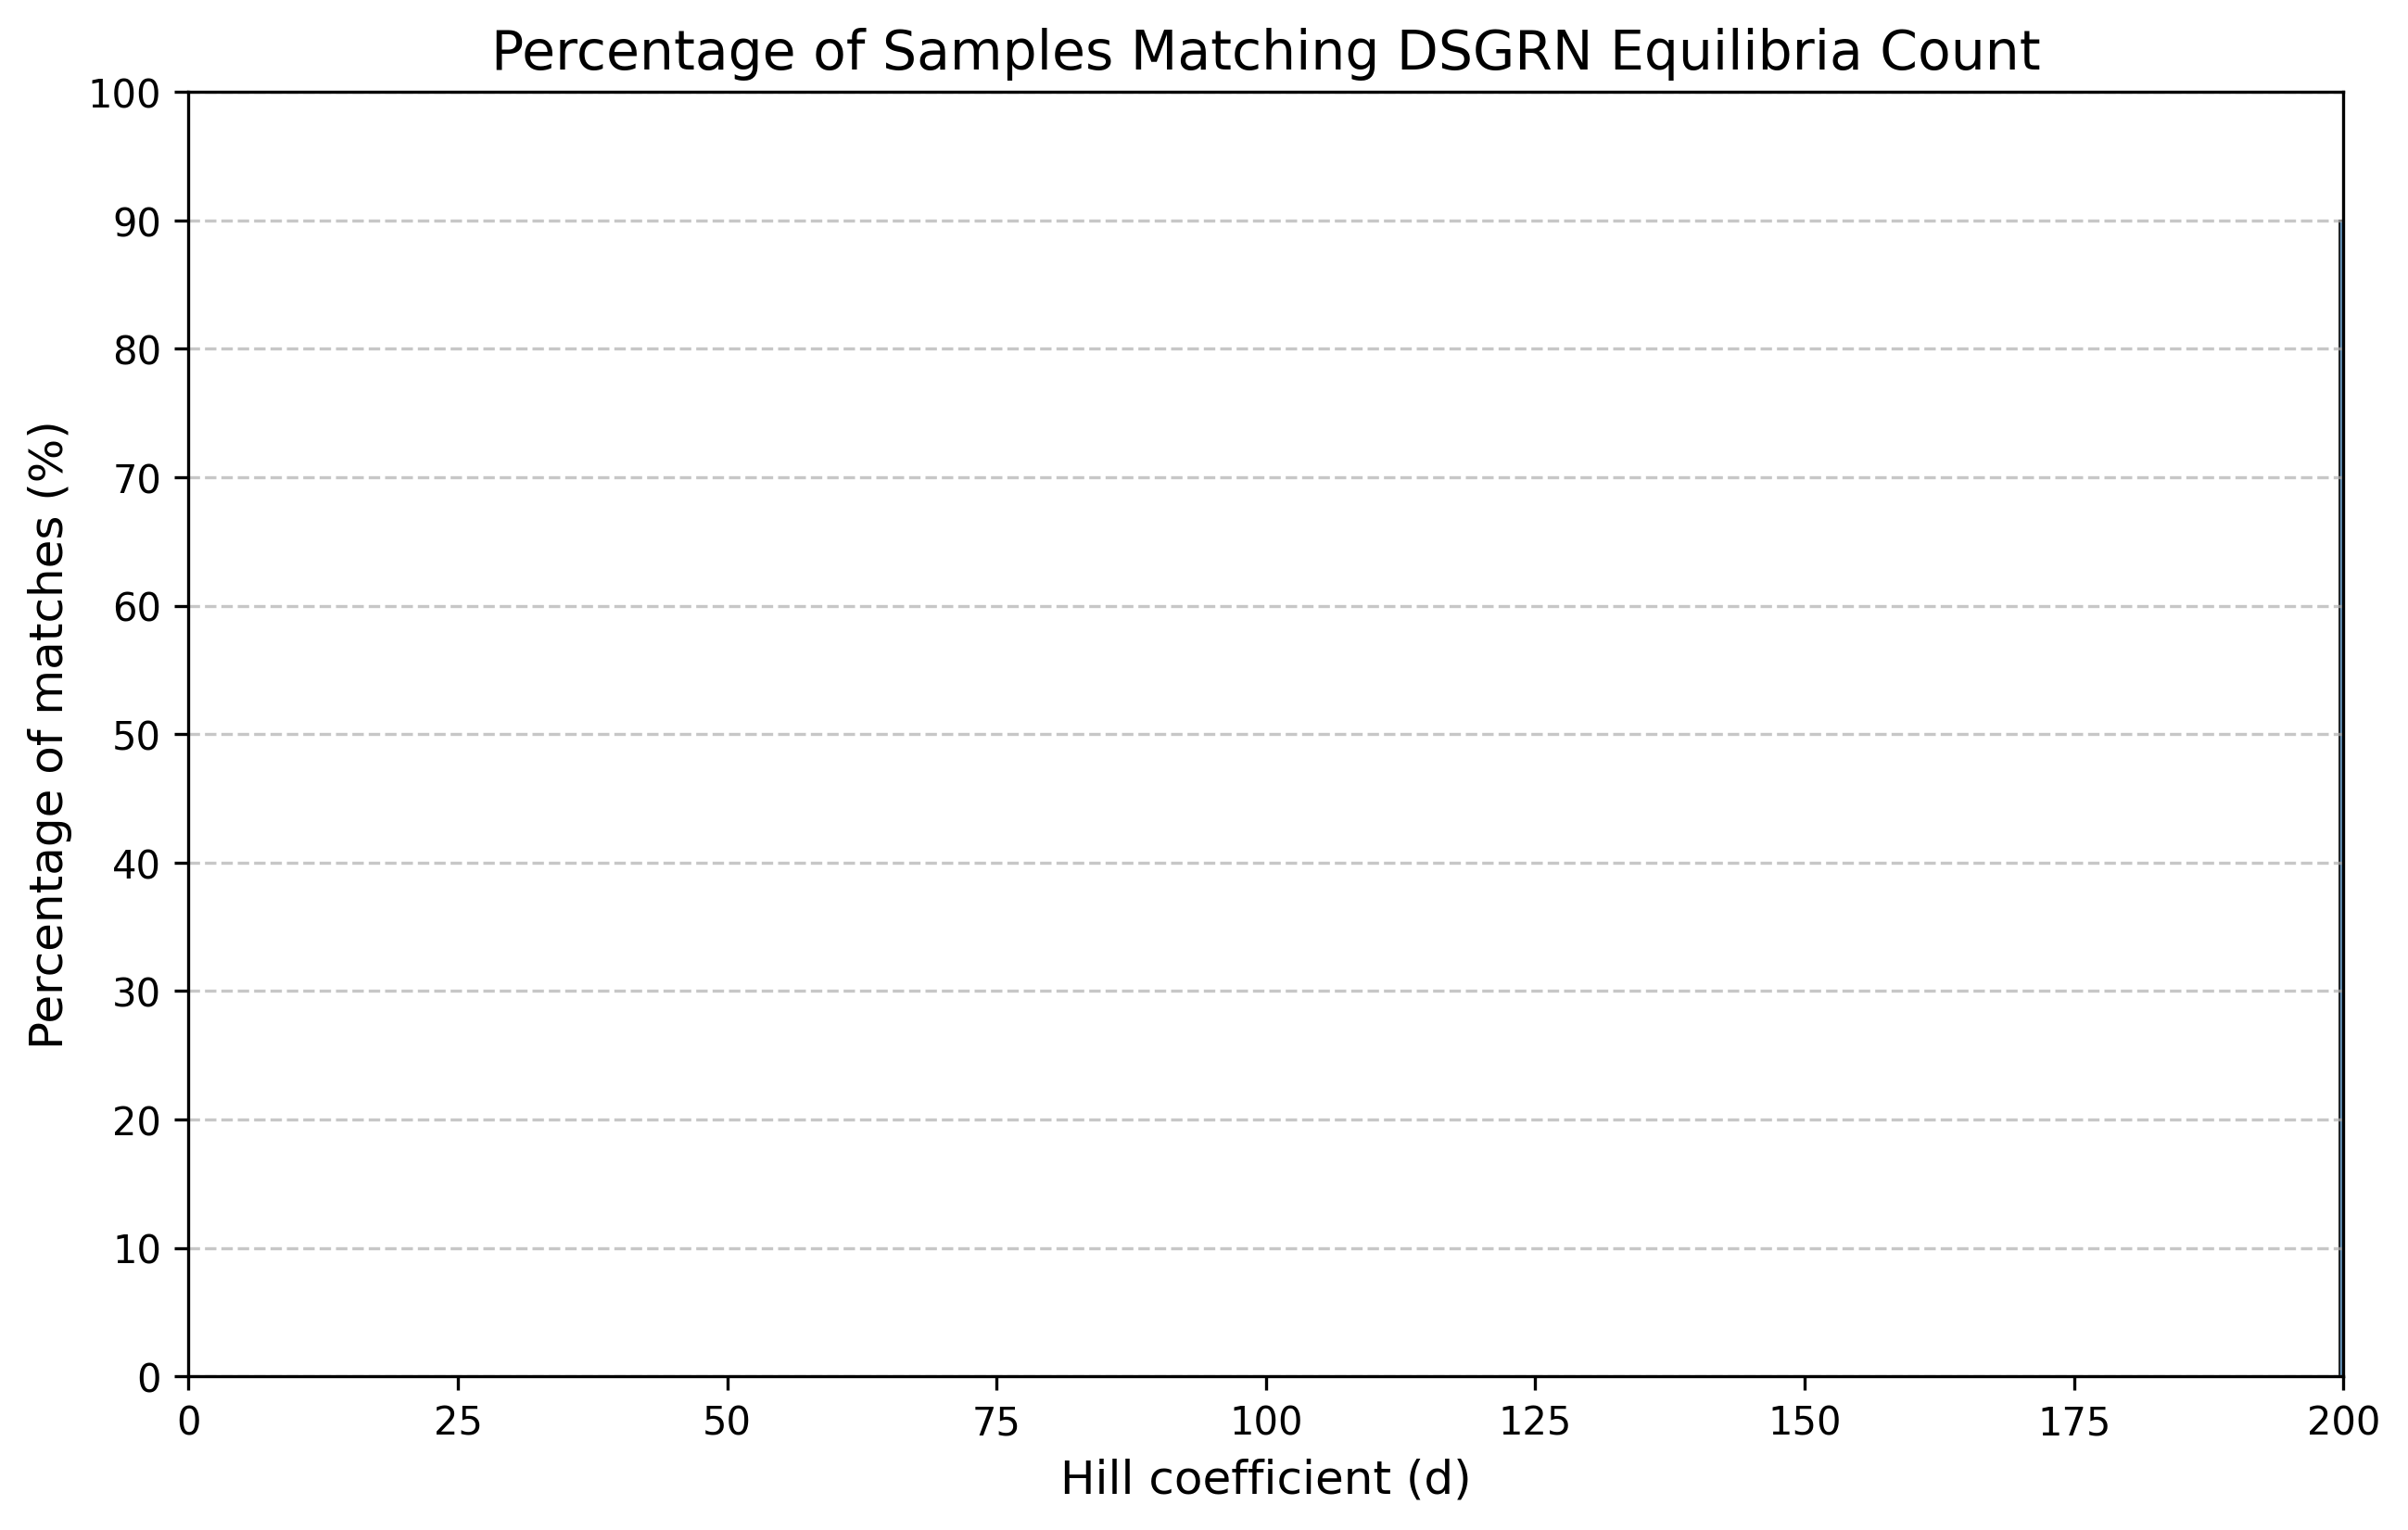 Percentage of Samples Matching DSGRN Equilibria Count
100
90
80
70
60
50
40
30
20
10
0
Percentage of matches (%)
0 25 50 75 100 125 150 175 200
Hill coefficient (d)